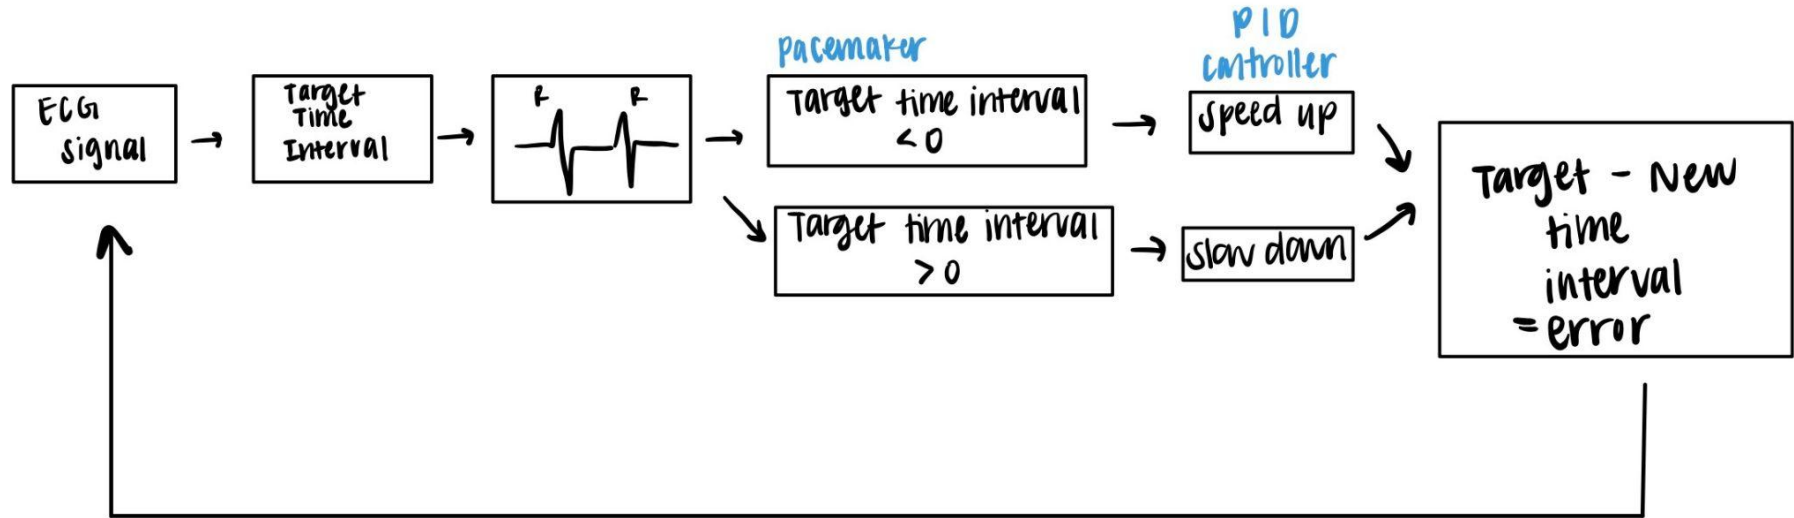 ECG
signal
Target
Time
Interval
R R
pacemaker
Target time interval
< 0
Target time interval
> 0
PID
controller
speed up
slow down
Target - New
time
interval
= error